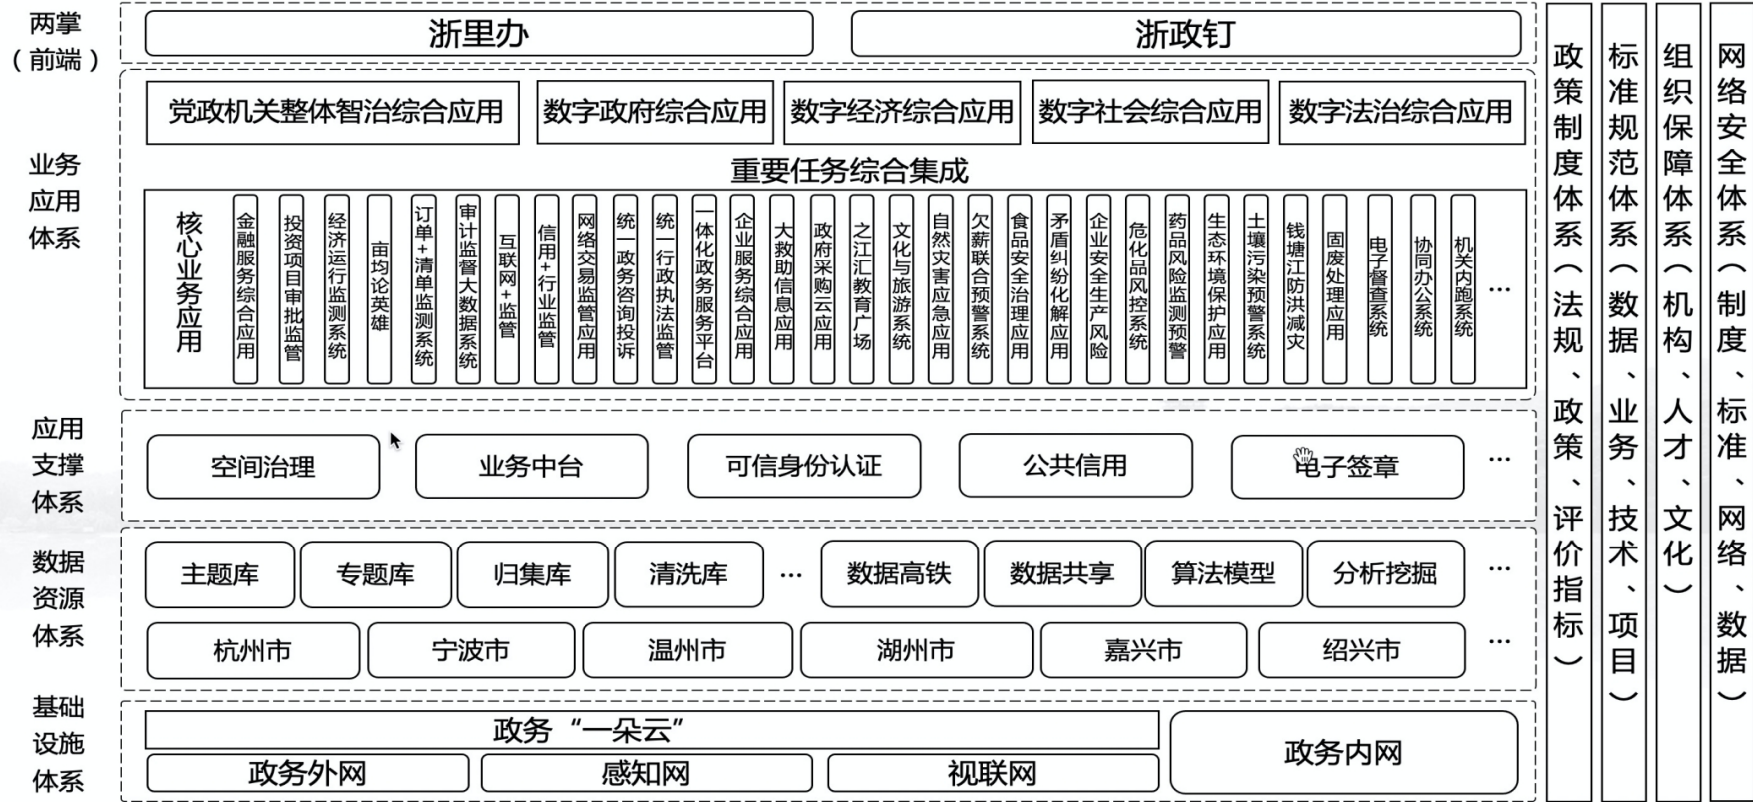 两掌
（前端）
浙里办
浙政钉
业务
应用
体系
党政机关整体智治综合应用
数字政府综合应用
数字经济综合应用
数字社会综合应用
数字法治综合应用
重要任务综合集成
核心业务应用
金融服务综合应用
投资项目审批监管
经济运行监测系统
亩均论英雄
订单+清单监测系统
审计监督大数据系统
互联网+监管
信用+行业监管
网络交易监管应用
统一政务咨询投诉
统一行政执法监管
一体化政务服务平台
企业服务综合应用
大救助信息应用
政府采购云应用
之江汇教育广场
文化与旅游系统
自然灾害应急应用
欠薪联合预警系统
食品安全治理应用
矛盾纠纷化解应用
企业安全生产风险
危化品风控系统
药品风险监测预警
生态环境保护应用
土壤污染预警系统
钱塘江防洪减灾
固废处理应用
电子督查系统
协同办公系统
机关内跑系统
…
应用
支撑
体系
空间治理
业务中台
可信身份认证
公共信用
电子签章
…
数据
资源
体系
主题库
专题库
归集库
清洗库
…
数据高铁
数据共享
算法模型
分析挖掘
…
杭州市
宁波市
温州市
湖州市
嘉兴市
绍兴市
…
基础
设施
体系
政务“一朵云”
政务外网
感知网
视联网
政务内网
政策制度体系（法规、政策、评价指标）
标准规范体系（数据、业务、技术、项目）
组织保障体系（机构、人才、文化）
网络安全体系（制度、标准、网络、数据）